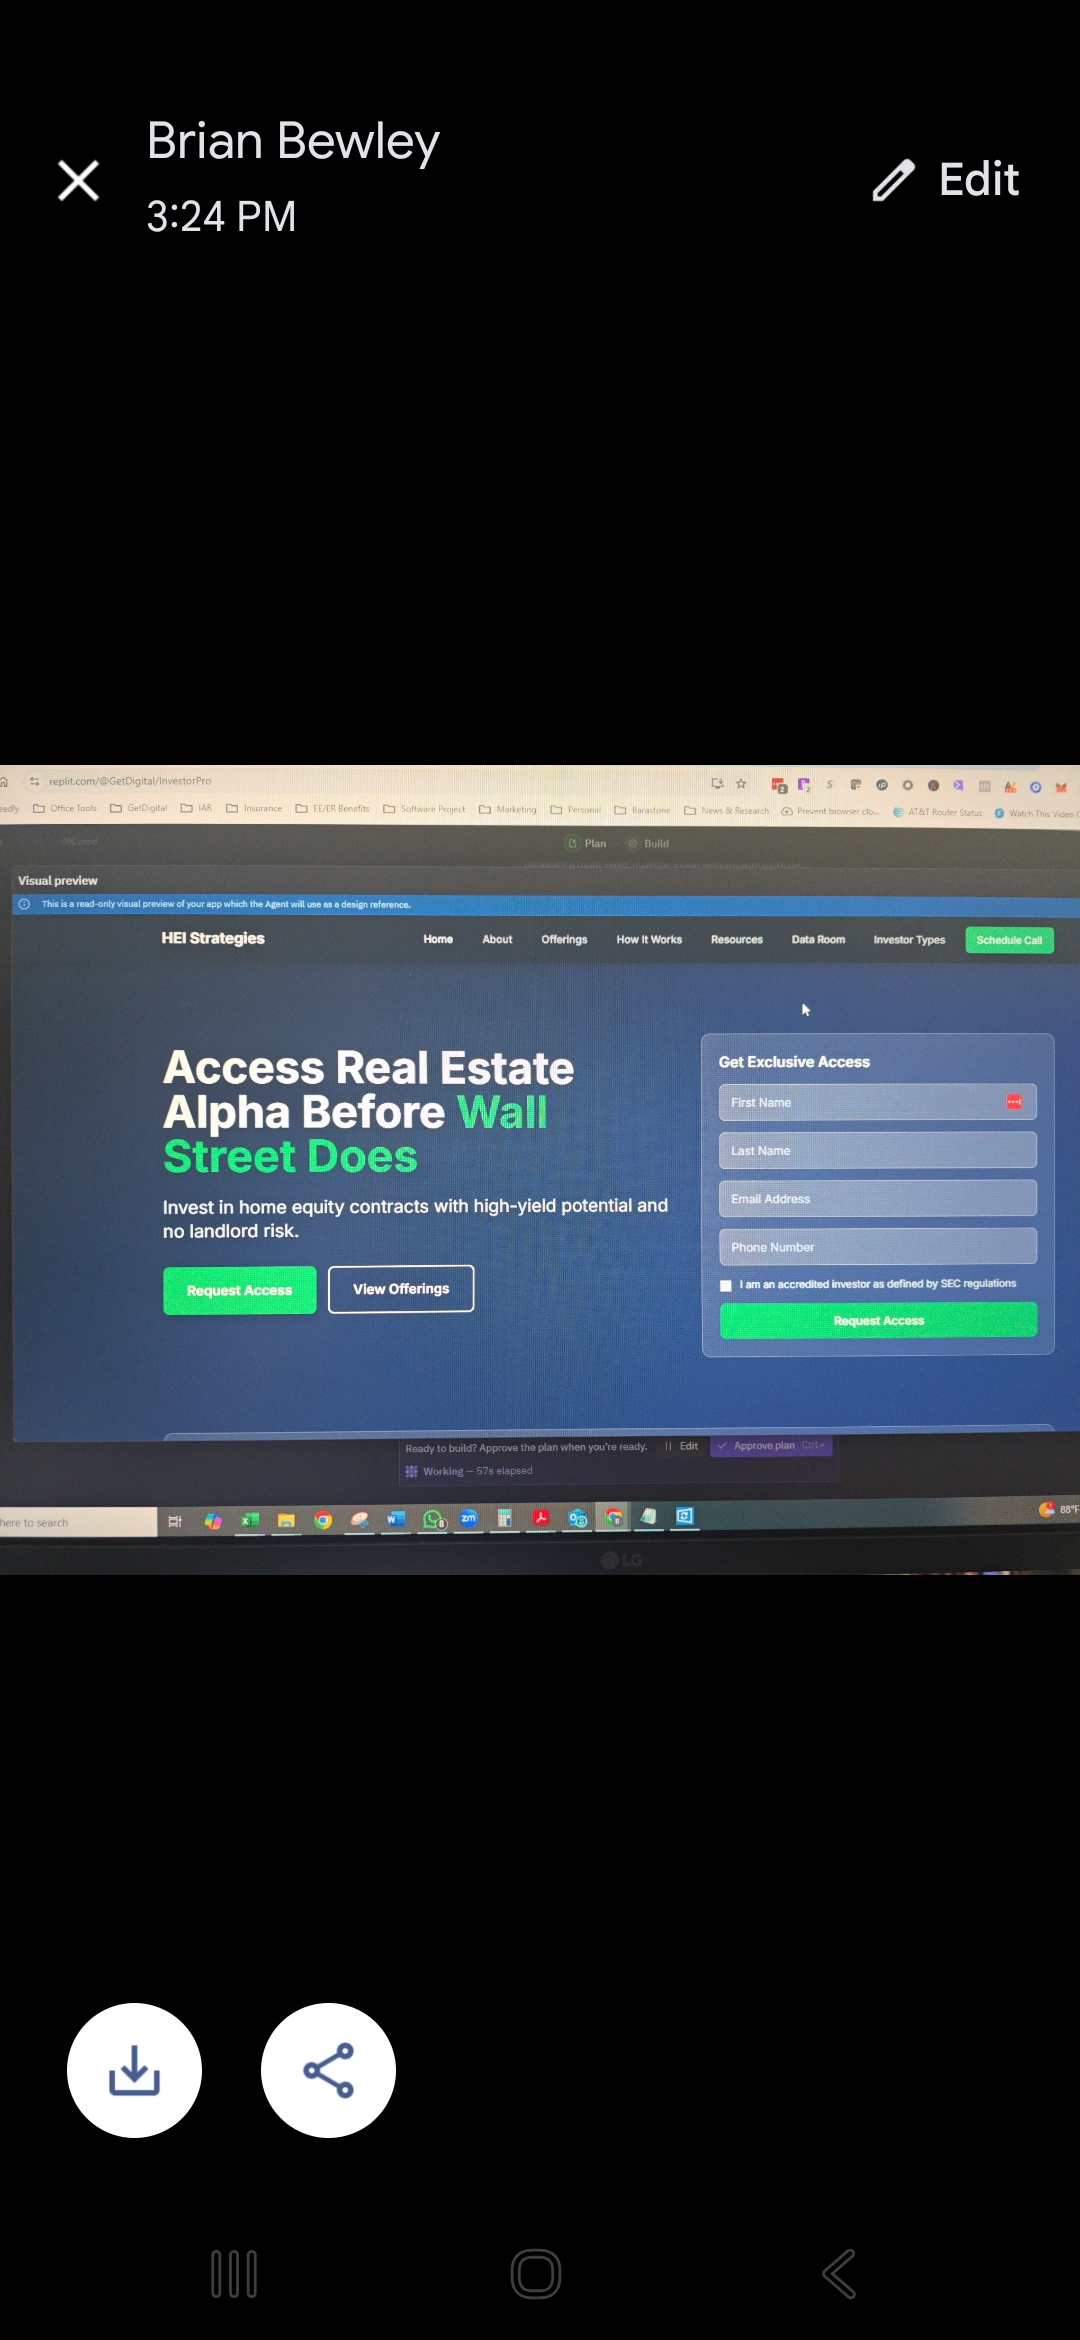 Brian Bewley
3:24 PM
Edit
replit.com/@GetDigital/InvestorPro
eedly Office Tools GetDigital IAR Insurance EE/ER Benefits Software Project Marketing Personal Barastone News & Research Prevent browser clo... AT&T Router Status Watch This Video
0% used
Plan Build
Visual preview
This is a read-only visual preview of your app which the Agent will use as a design reference.
HEI Strategies Home About Offerings How It Works Resources Data Room Investor Types Schedule Call
Access Real Estate
Alpha Before Wall
Street Does
Invest in home equity contracts with high-yield potential and
no landlord risk.
Request Access View Offerings
Get Exclusive Access
First Name
Last Name
Email Address
Phone Number
I am an accredited investor as defined by SEC regulations
Request Access
Ready to build? Approve the plan when you're ready. Edit Approve plan Ctrl
Working — 57s elapsed
here to search zm 8 88°F
LG